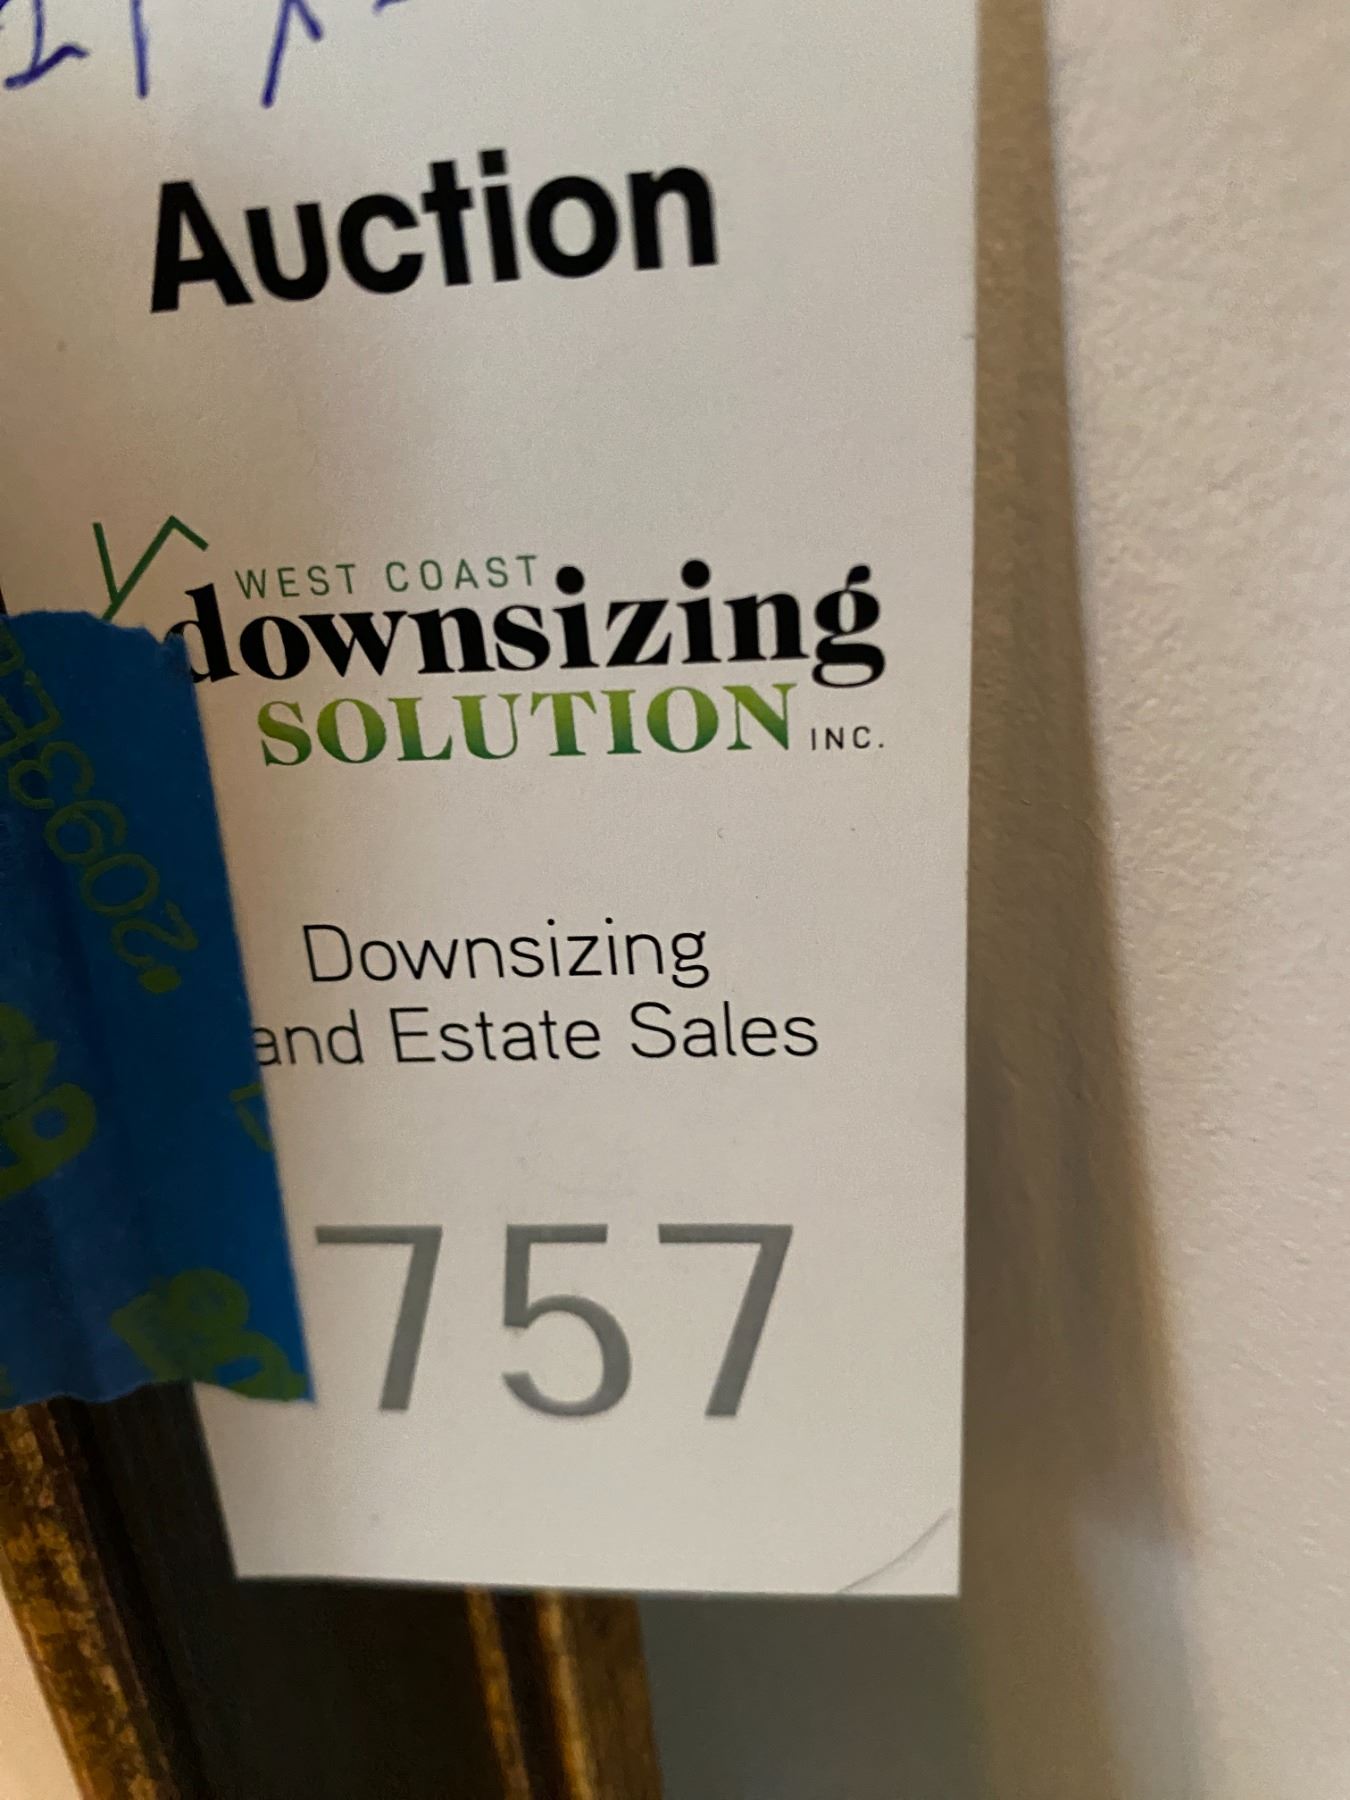 Auction
WEST COAST
downsizing
SOLUTION INC.
Downsizing
and Estate Sales
757